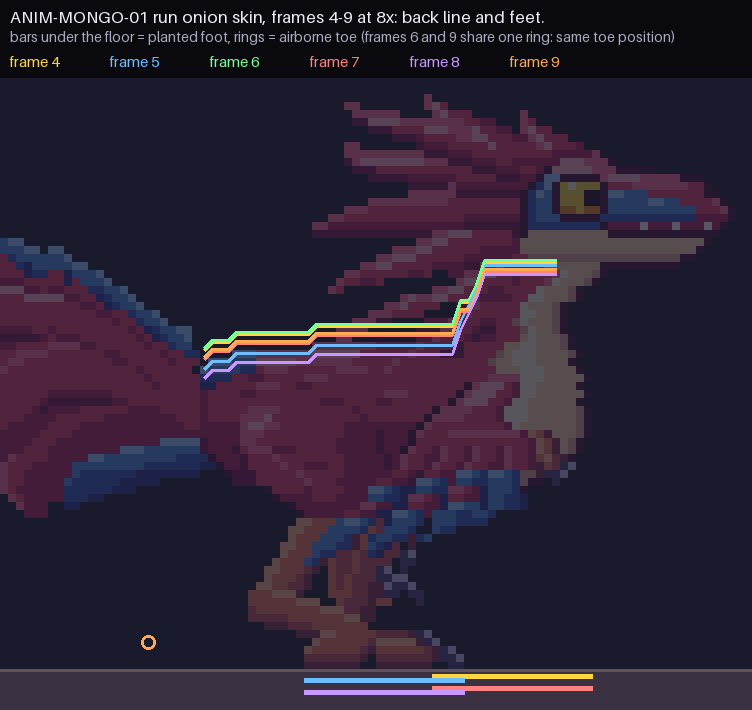 ANIM-MONGO-01 run onion skin, frames 4-9 at 8x: back line and feet.
bars under the floor = planted foot, rings = airborne toe (frames 6 and 9 share one ring: same toe position)
frame 4 frame 5 frame 6 frame 7 frame 8 frame 9